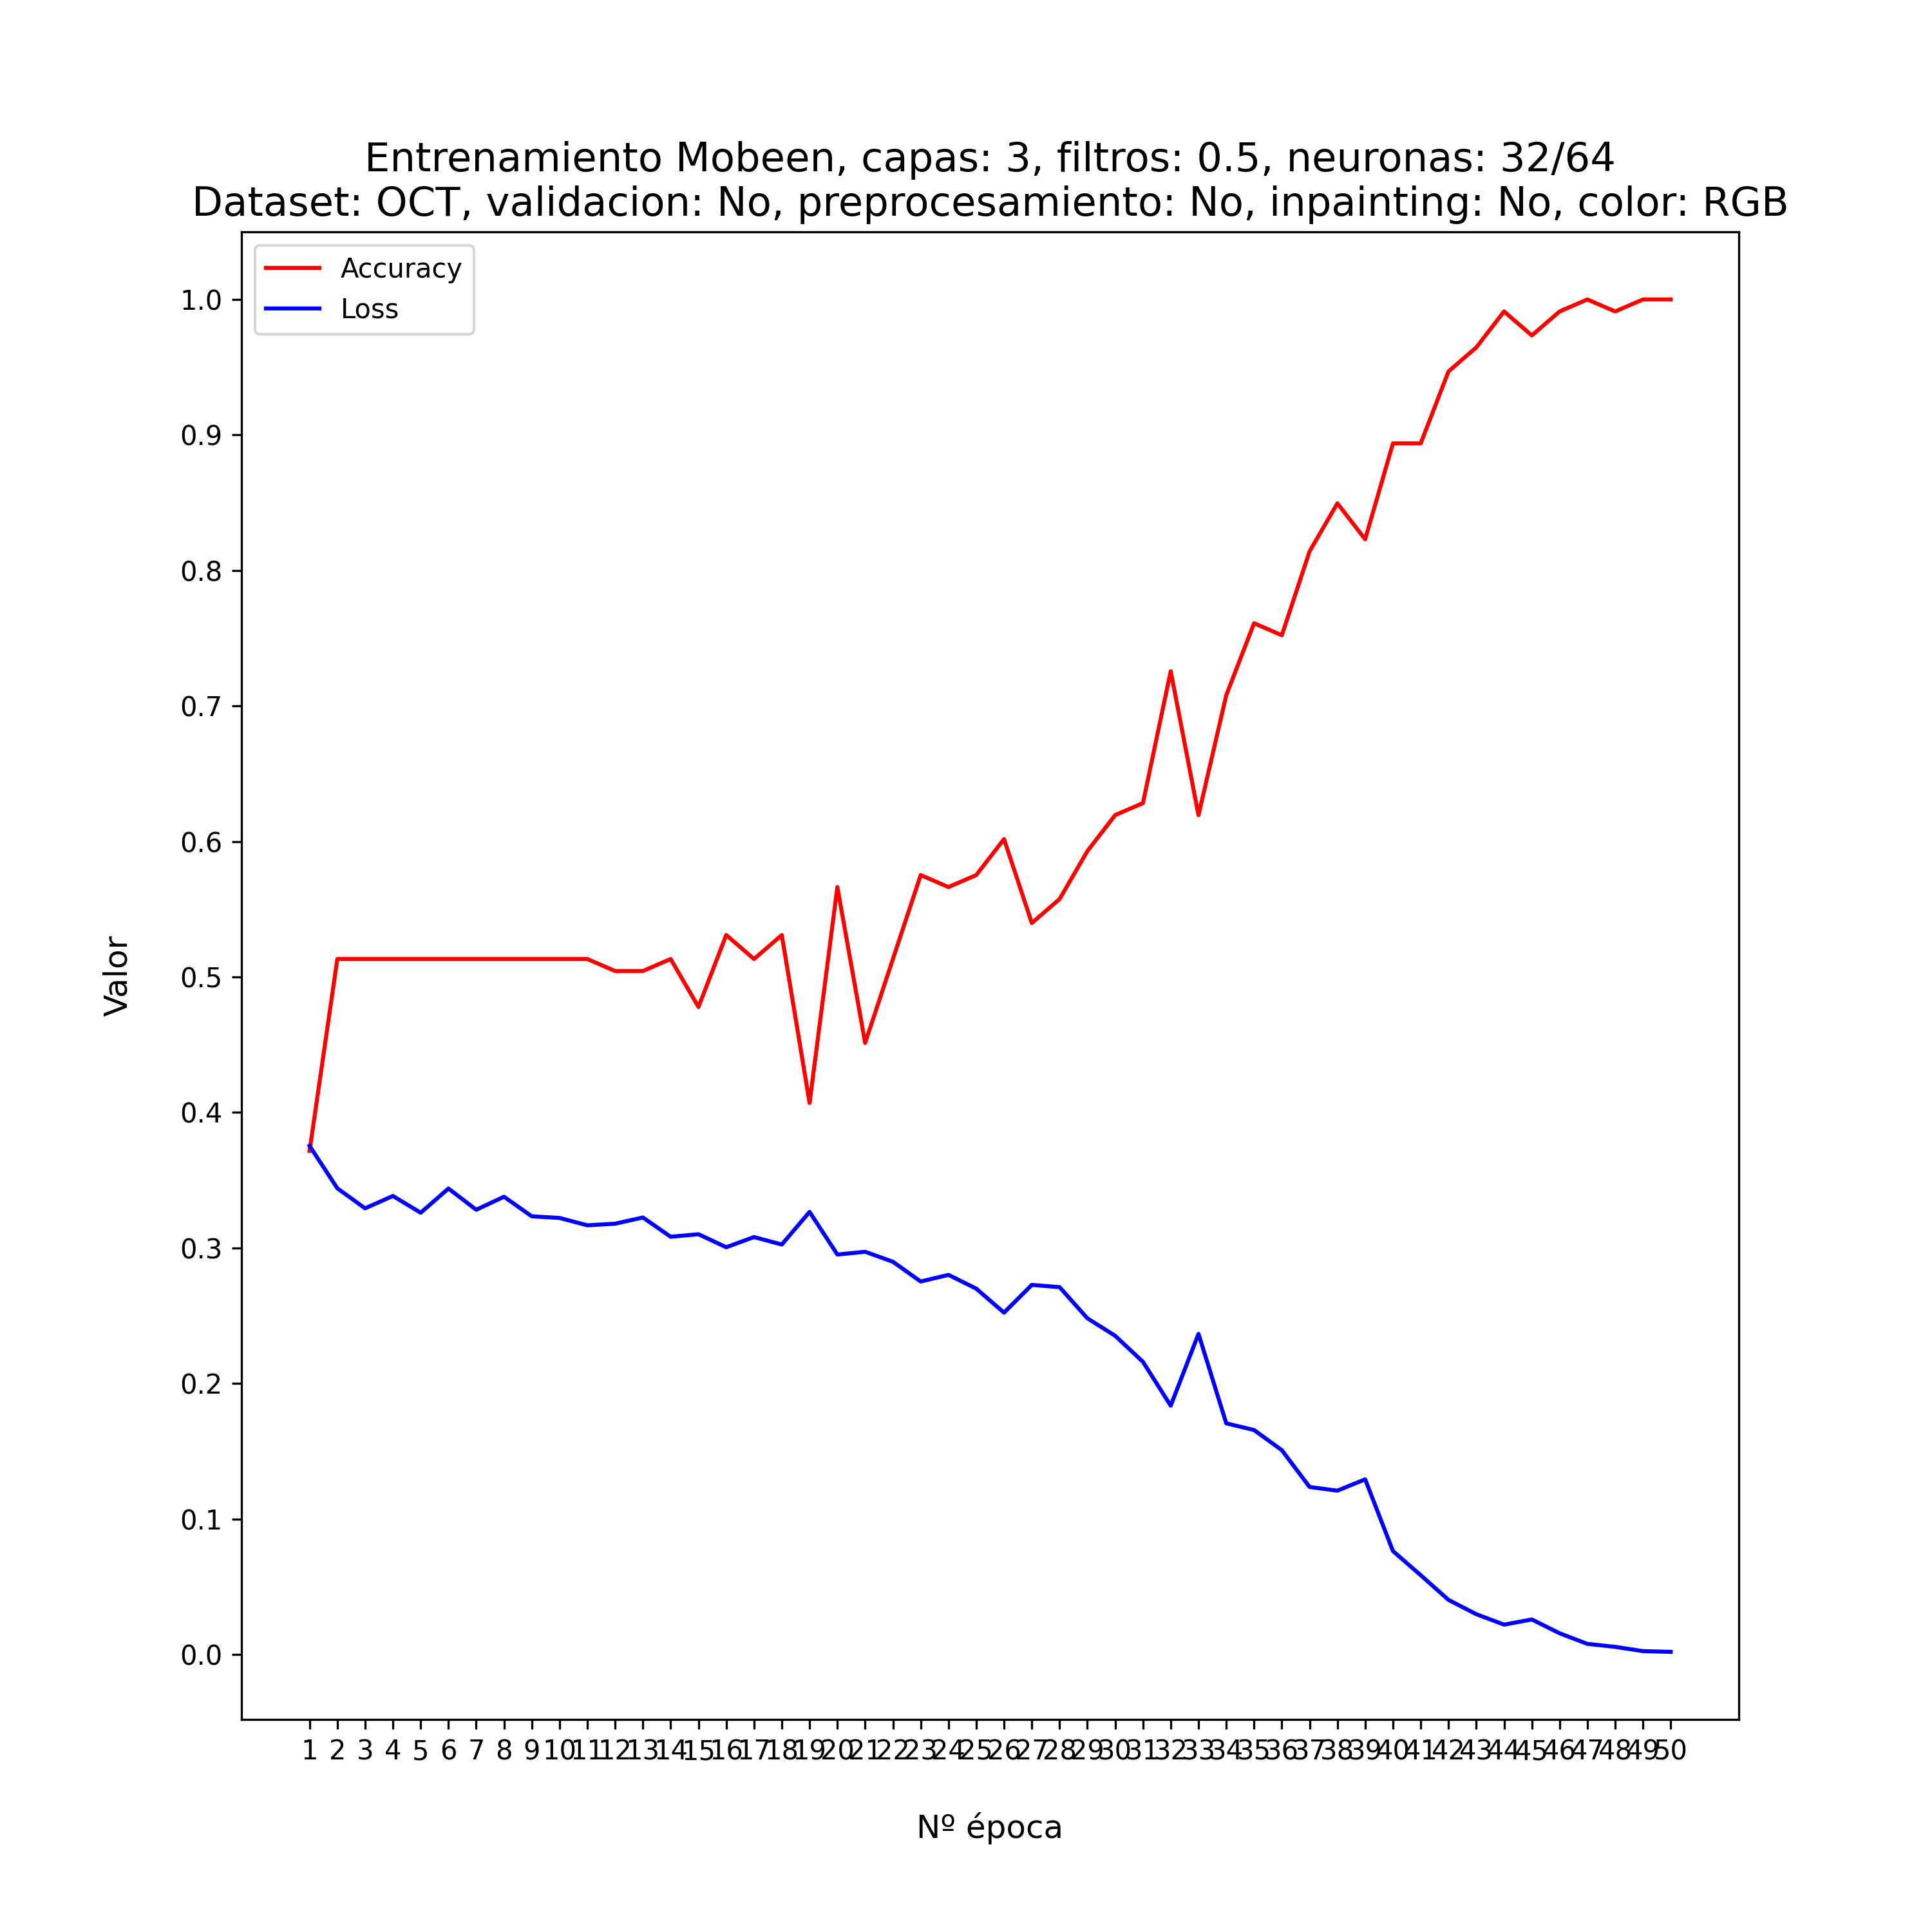 Entrenamiento Mobeen, capas: 3, filtros: 0.5, neuronas: 32/64
Dataset: OCT, validacion: No, preprocesamiento: No, inpainting: No, color: RGB
Accuracy
Loss
1.0
0.9
0.8
0.7
0.6
0.5
0.4
0.3
0.2
0.1
0.0
Valor
1 2 3 4 5 6 7 8 9 10 11 12 13 14 15 16 17 18 19 20 21 22 23 24 25 26 27 28 29 30 31 32 33 34 35 36 37 38 39 40 41 42 43 44 45 46 47 48 49 50
Nº época